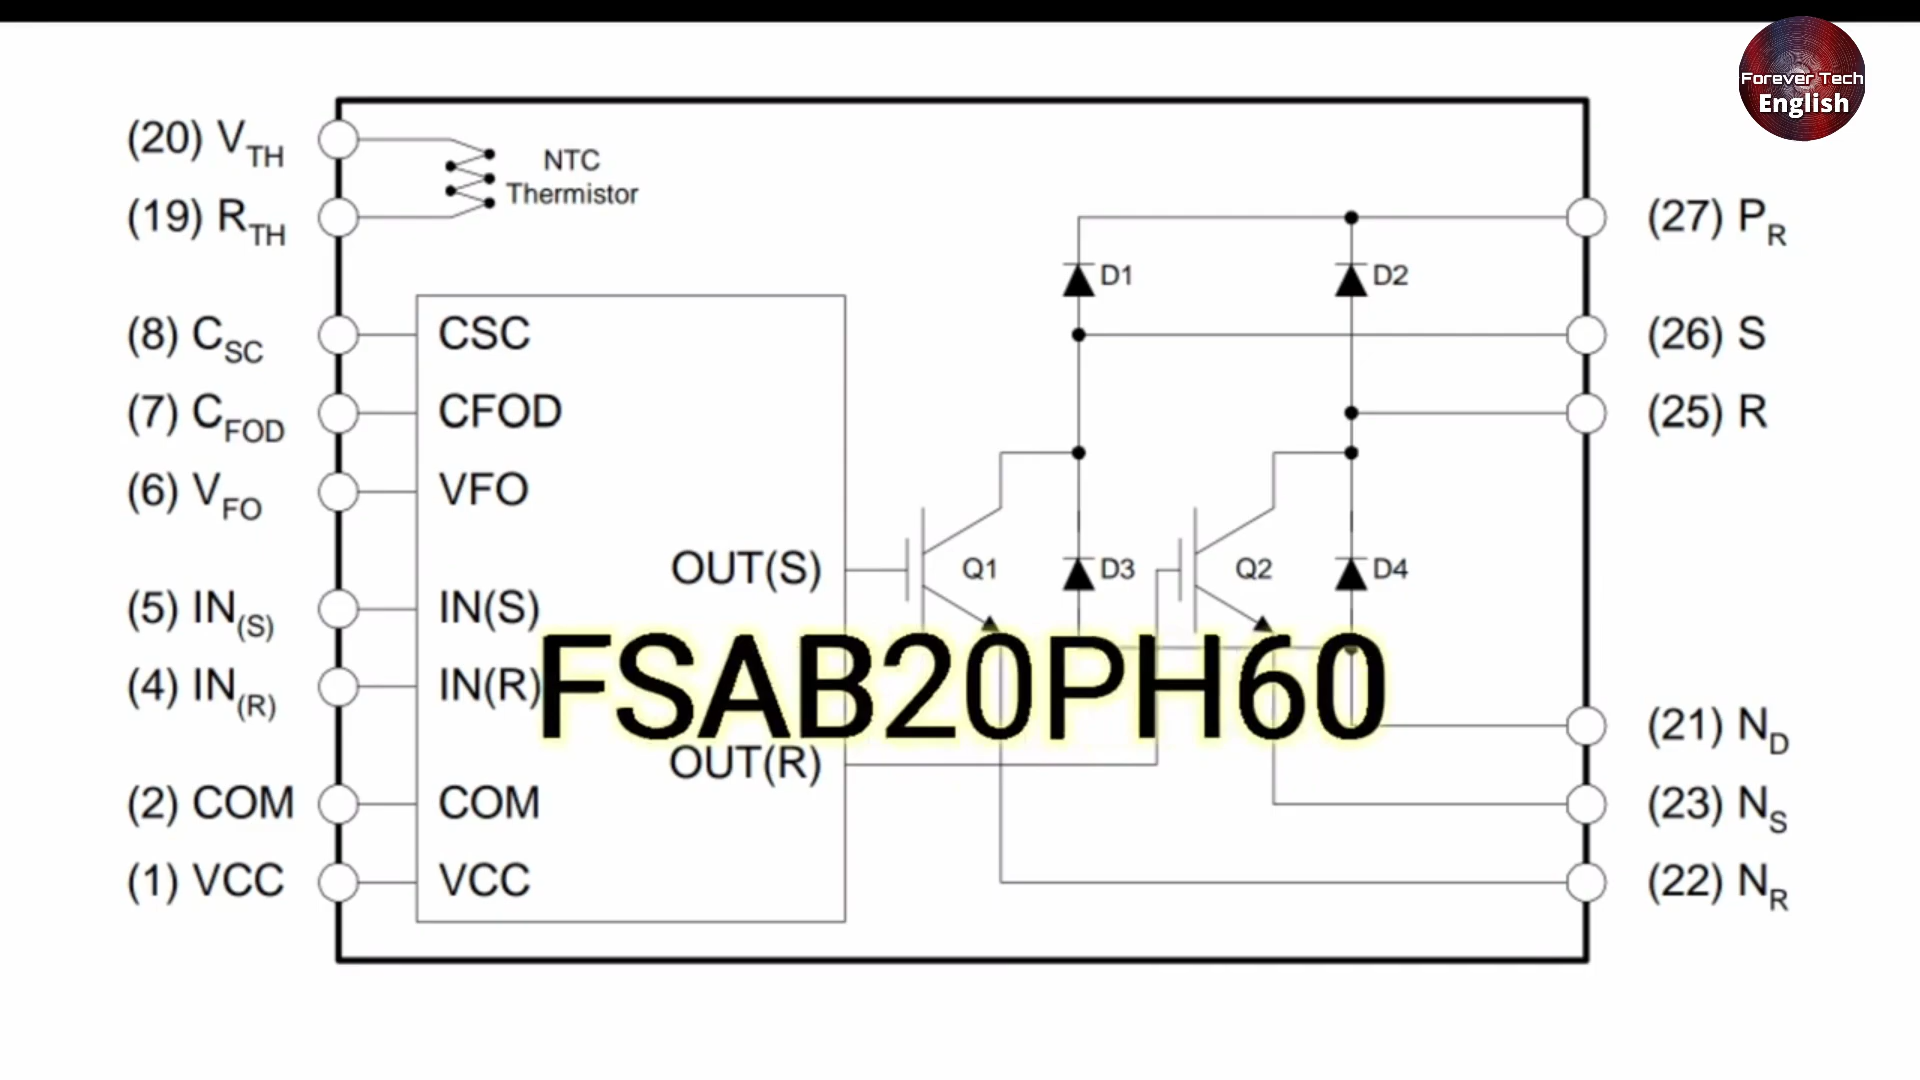 Forever Tech
English
(20) VTH
NTC
Thermistor
(19) RTH
(27) PR
D1
D2
(8) CSC
CSC
(26) S
(7) CFOD
CFOD
(25) R
(6) VFO
VFO
OUT(S)
Q1
D3
Q2
D4
(5) IN(S)
IN(S)
(4) IN(R)
IN(R)
FSAB20PH60
(21) ND
OUT(R)
(2) COM
COM
(23) NS
(1) VCC
VCC
(22) NR